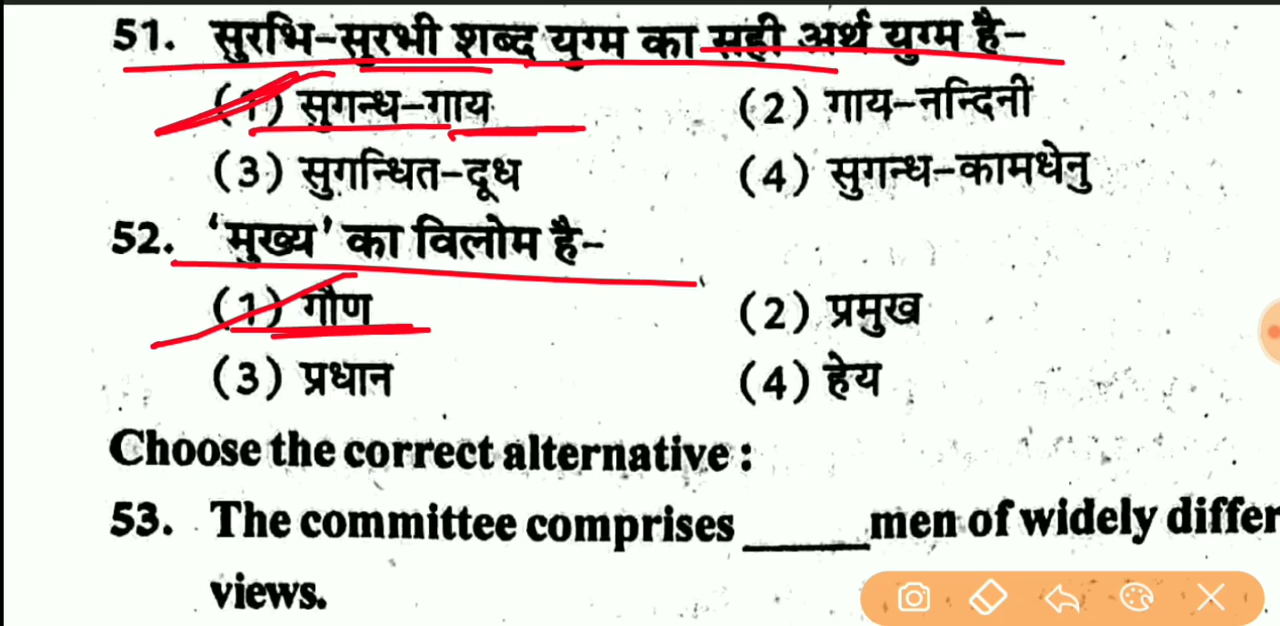 51. सुरभि-सुरभी शब्द युग्म का सही अर्थ युग्म है-
(1) सुगन्ध-गाय (2) गाय-नन्दिनी
(3) सुगन्धित-दूध (4) सुगन्ध-कामधेनु
52. 'मुख्य' का विलोम है-
(1) गौण (2) प्रमुख
(3) प्रधान (4) हेय
Choose the correct alternative :
53. The committee comprises _____ men of widely differ
views.